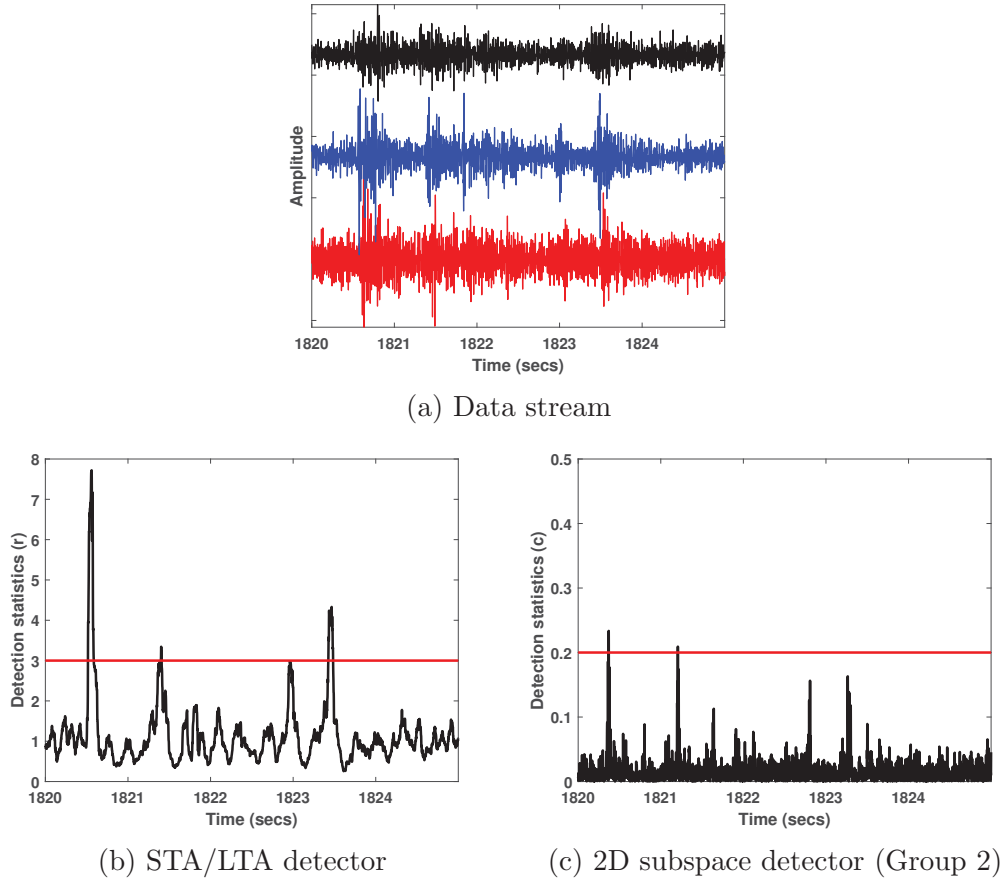 Amplitude
1820 1821 1822 1823 1824
Time (secs)
(a) Data stream
Detection statistics (r)
8
7
6
5
4
3
2
1
0
1820 1821 1822 1823 1824
Time (secs)
(b) STA/LTA detector
Detection statistics (c)
0.5
0.4
0.3
0.2
0.1
0
1820 1821 1822 1823 1824
Time (secs)
(c) 2D subspace detector (Group 2)